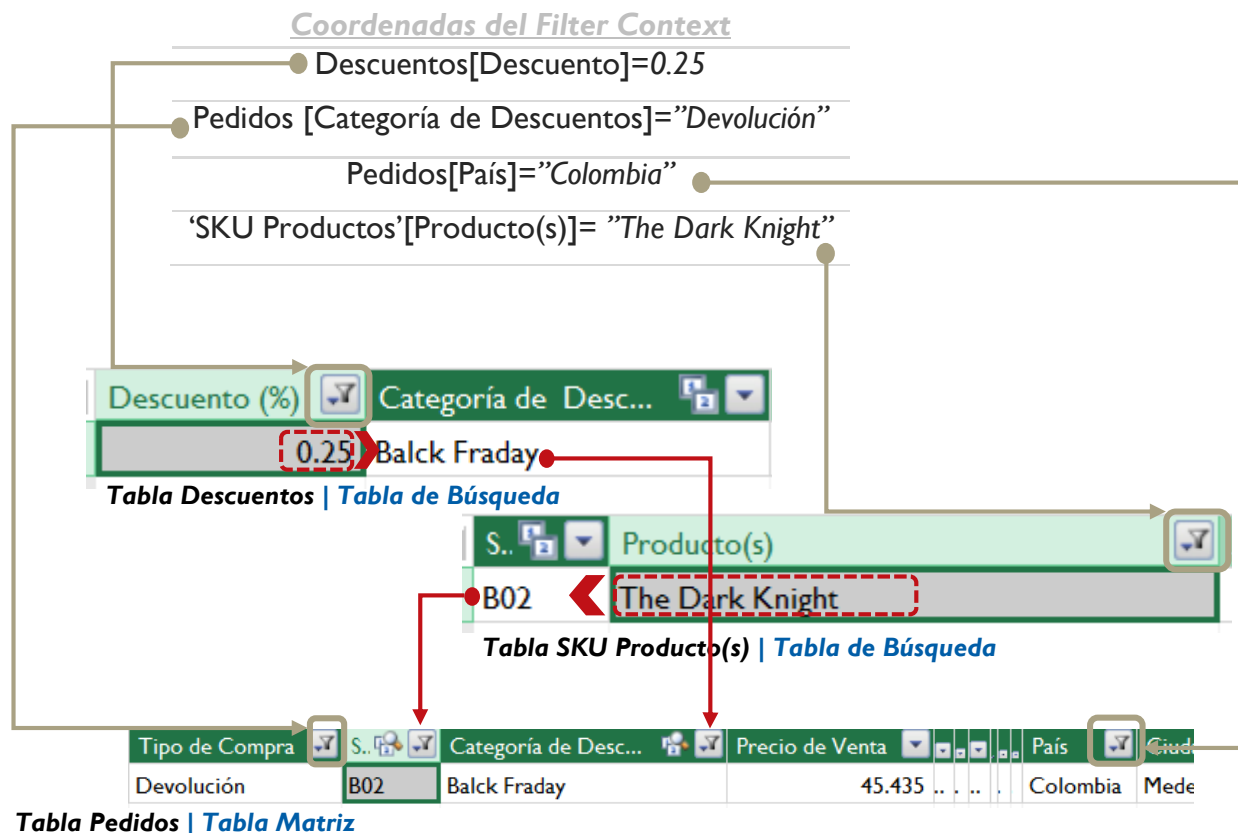 Coordenadas del Filter Context
Descuentos[Descuento]=0.25
Pedidos [Categoría de Descuentos]=”Devolución”
Pedidos[País]=”Colombia”
‘SKU Productos’[Producto(s)]= ”The Dark Knight”
Descuento (%) Categoría de Desc...
0.25 Balck Fraday
Tabla Descuentos | Tabla de Búsqueda
S.. Producto(s)
B02 The Dark Knight
Tabla SKU Producto(s) | Tabla de Búsqueda
Tipo de Compra S.. Categoría de Desc... Precio de Venta País
Devolución B02 Balck Fraday 45.435 .. . .. . Colombia Mede
Tabla Pedidos | Tabla Matriz